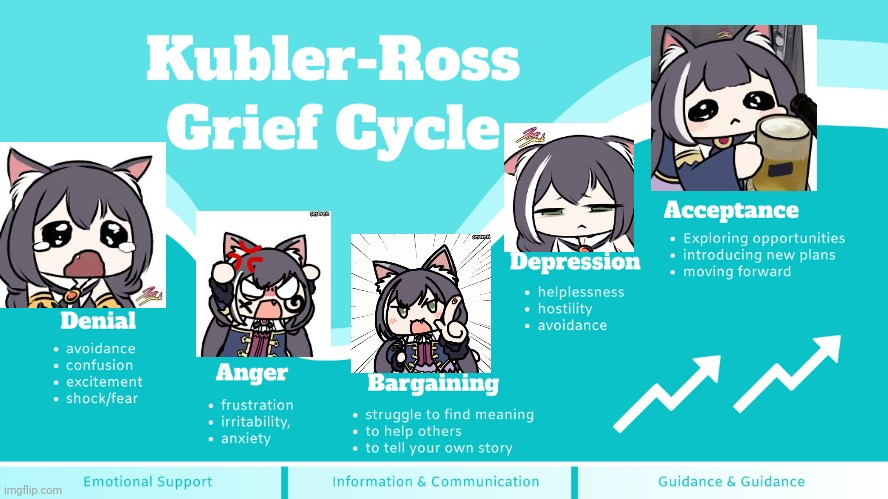 Kubler-Ross
Grief Cycle
Denial
avoidance
confusion
excitement
shock/fear
Anger
frustration
irritability,
anxiety
Bargaining
struggle to find meaning
to help others
to tell your own story
Depression
helplessness
hostility
avoidance
Acceptance
Exploring opportunities
introducing new plans
moving forward
Emotional Support
Information & Communication
Guidance & Guidance
imgflip.com